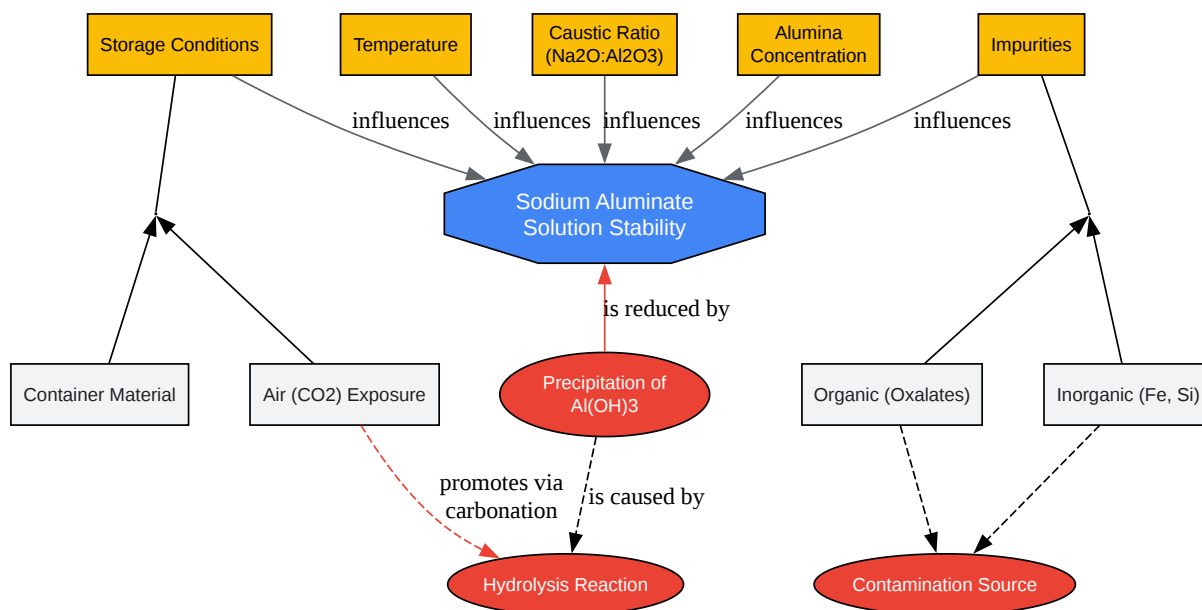 Storage Conditions
Temperature
Caustic Ratio
(Na2O:Al2O3)
Alumina
Concentration
Impurities
influences
influences
influences
influences
influences
Sodium Aluminate
Solution Stability
is reduced by
Container Material
Air (CO2) Exposure
Precipitation of
Al(OH)3
Organic (Oxalates)
Inorganic (Fe, Si)
promotes via
carbonation
is caused by
Hydrolysis Reaction
Contamination Source